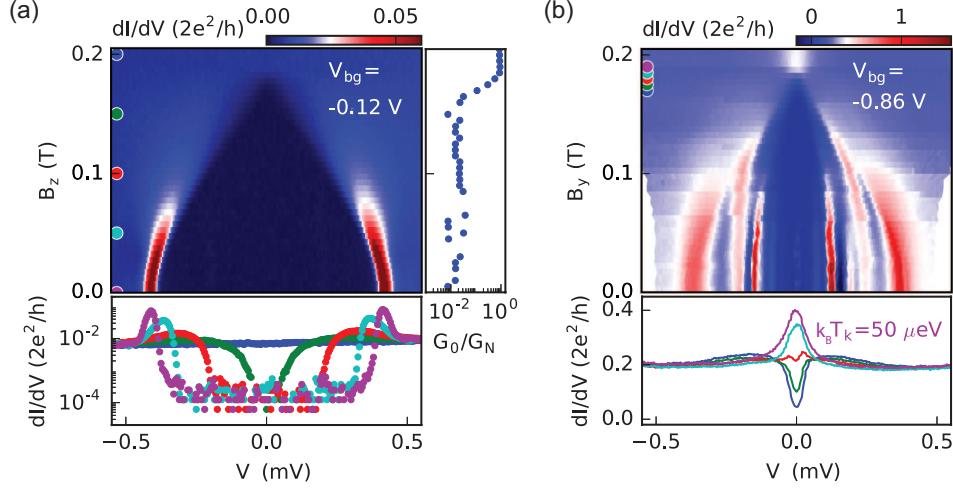 (a)
dI/dV (2e²/h)
0.00
0.05
V_bg =
-0.12 V
B_z (T)
0.2
0.1
0.0
10⁻²
10⁰
G₀/G_N
dI/dV (2e²/h)
10⁻²
10⁻⁴
−0.5
0.0
0.5
V (mV)
(b)
dI/dV (2e²/h)
0
1
V_bg =
-0.86 V
B_y (T)
0.2
0.1
0.0
dI/dV (2e²/h)
0.4
0.2
0.0
k_B T_k=50 μeV
−0.5
0.0
0.5
V (mV)